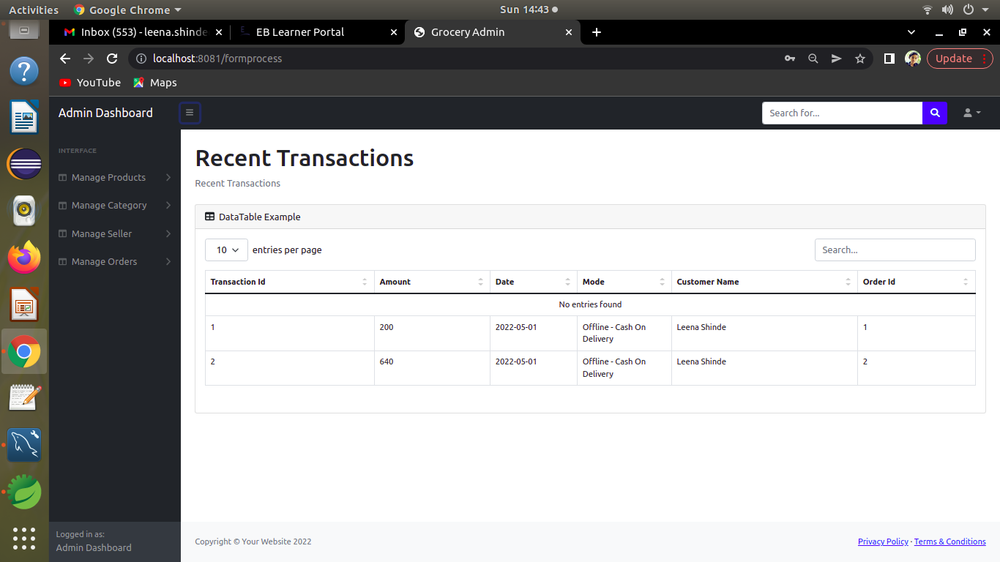 Activities
Google Chrome
Sun 14:43
Inbox (553) - leena.shinde
EB Learner Portal
Grocery Admin
localhost:8081/formprocess
Update
YouTube
Maps
Admin Dashboard
Search for...
INTERFACE
Manage Products
Manage Category
Manage Seller
Manage Orders
Recent Transactions
Recent Transactions
DataTable Example
10 entries per page
Search...
Transaction Id Amount Date Mode Customer Name Order Id
No entries found
1 200 2022-05-01 Offline - Cash On Delivery Leena Shinde 1
2 640 2022-05-01 Offline - Cash On Delivery Leena Shinde 2
Logged in as:
Admin Dashboard
Copyright © Your Website 2022
Privacy Policy · Terms & Conditions